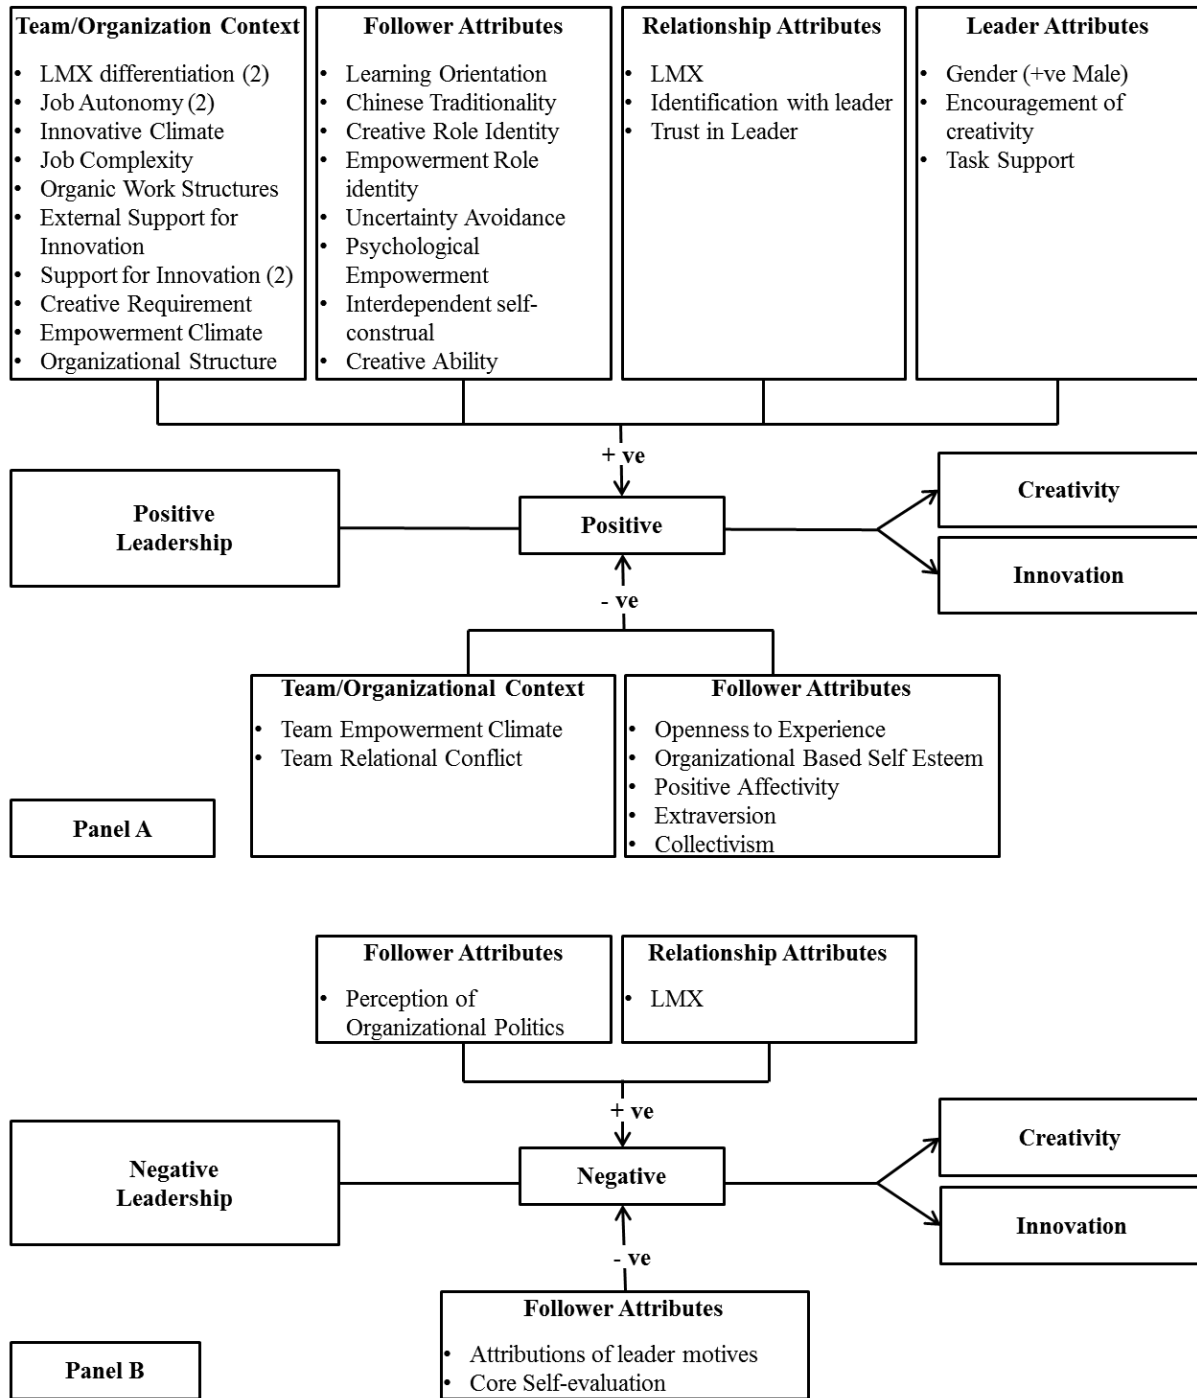 Team/Organization Context
• LMX differentiation (2)
• Job Autonomy (2)
• Innovative Climate
• Job Complexity
• Organic Work Structures
• External Support for
Innovation
• Support for Innovation (2)
• Creative Requirement
• Empowerment Climate
• Organizational Structure
Follower Attributes
• Learning Orientation
• Chinese Traditionality
• Creative Role Identity
• Empowerment Role
identity
• Uncertainty Avoidance
• Psychological
Empowerment
• Interdependent self-
construal
• Creative Ability
Relationship Attributes
• LMX
• Identification with leader
• Trust in Leader
Leader Attributes
• Gender (+ve Male)
• Encouragement of
creativity
• Task Support
+ ve
Positive
Leadership
Positive
Creativity
Innovation
- ve
Team/Organizational Context
• Team Empowerment Climate
• Team Relational Conflict
Follower Attributes
• Openness to Experience
• Organizational Based Self Esteem
• Positive Affectivity
• Extraversion
• Collectivism
Panel A
Follower Attributes
• Perception of
Organizational Politics
Relationship Attributes
• LMX
+ ve
Negative
Leadership
Negative
Creativity
Innovation
- ve
Follower Attributes
• Attributions of leader motives
• Core Self-evaluation
Panel B